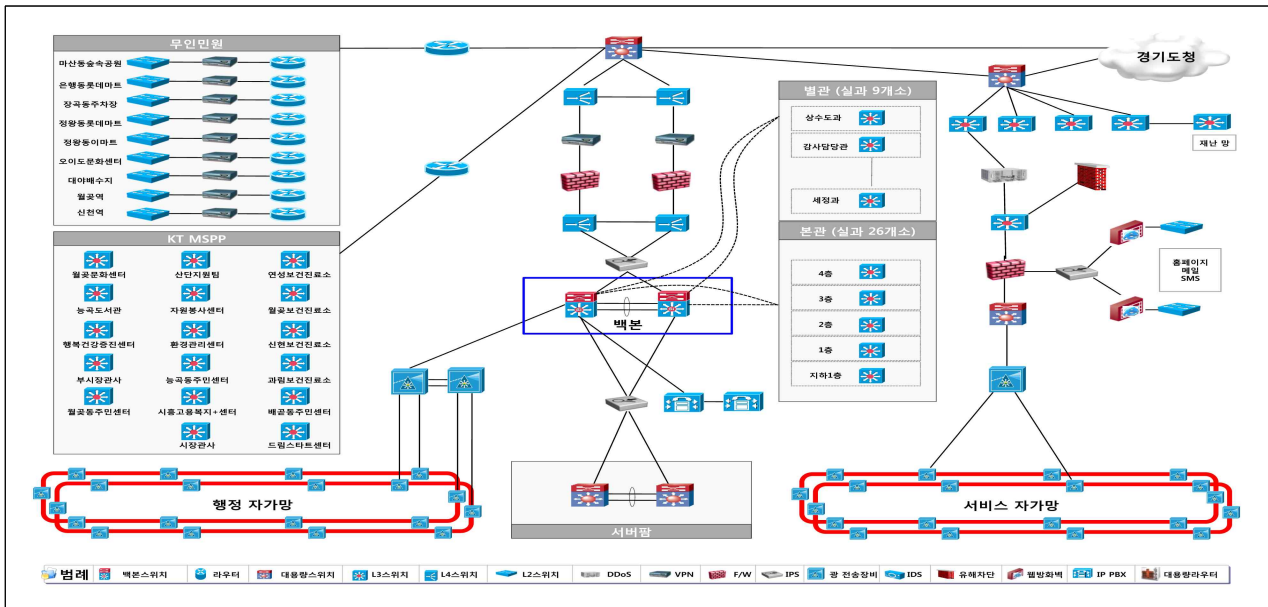 무인민원
마산동숲속공원
은행동롯데마트
장곡동주차장
정왕동롯데마트
정왕동이마트
오이도문화센터
대야배수지
월곶역
신천역
KT MSPP
월곶문화센터
산단지원팀
연성보건진료소
능곡도서관
자원봉사센터
월곶보건진료소
행복건강증진센터
환경관리센터
신현보건진료소
부시장관사
능곡동주민센터
과림보건진료소
월곶동주민센터
시흥고용복지+센터
배곧동주민센터
시장관사
드림스타트센터
백본
별관 (실과 9개소)
상수도과
감사담당관
세정과
본관 (실과 26개소)
4층
3층
2층
1층
지하1층
경기도청
재난 망
홈페이지
메일
SMS
행정 자가망
서버팜
서비스 자가망
범례
백본스위치
라우터
대용량스위치
L3스위치
L4스위치
L2스위치
DDoS
VPN
F/W
IPS
광 전송장비
IDS
유해차단
웹방화벽
IP PBX
대용량라우터